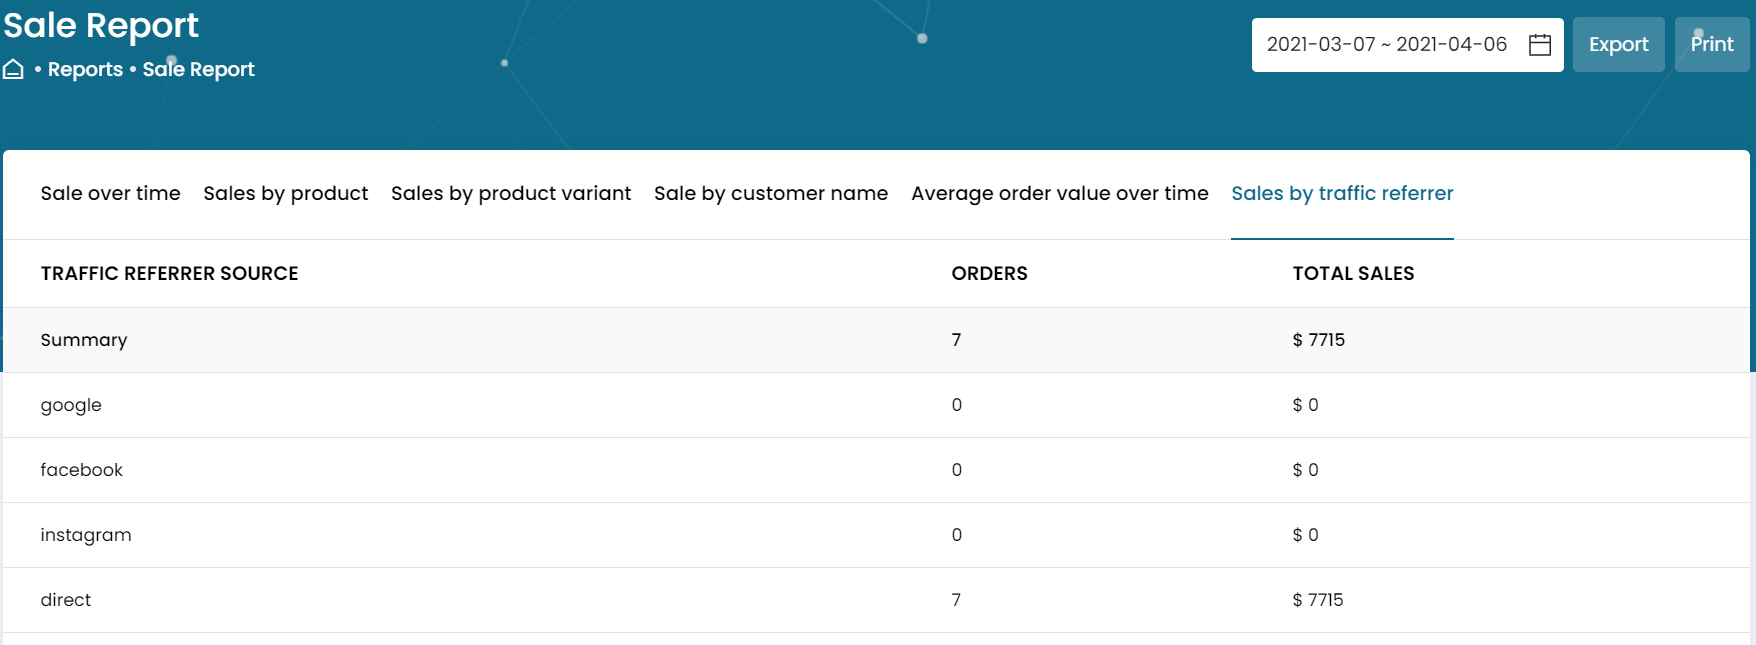 Sale Report
• Reports • Sale Report
2021-03-07 ~ 2021-04-06
Export
Print
Sale over time Sales by product Sales by product variant Sale by customer name Average order value over time Sales by traffic referrer
TRAFFIC REFERRER SOURCE ORDERS TOTAL SALES
Summary 7 $ 7715
google 0 $ 0
facebook 0 $ 0
instagram 0 $ 0
direct 7 $ 7715